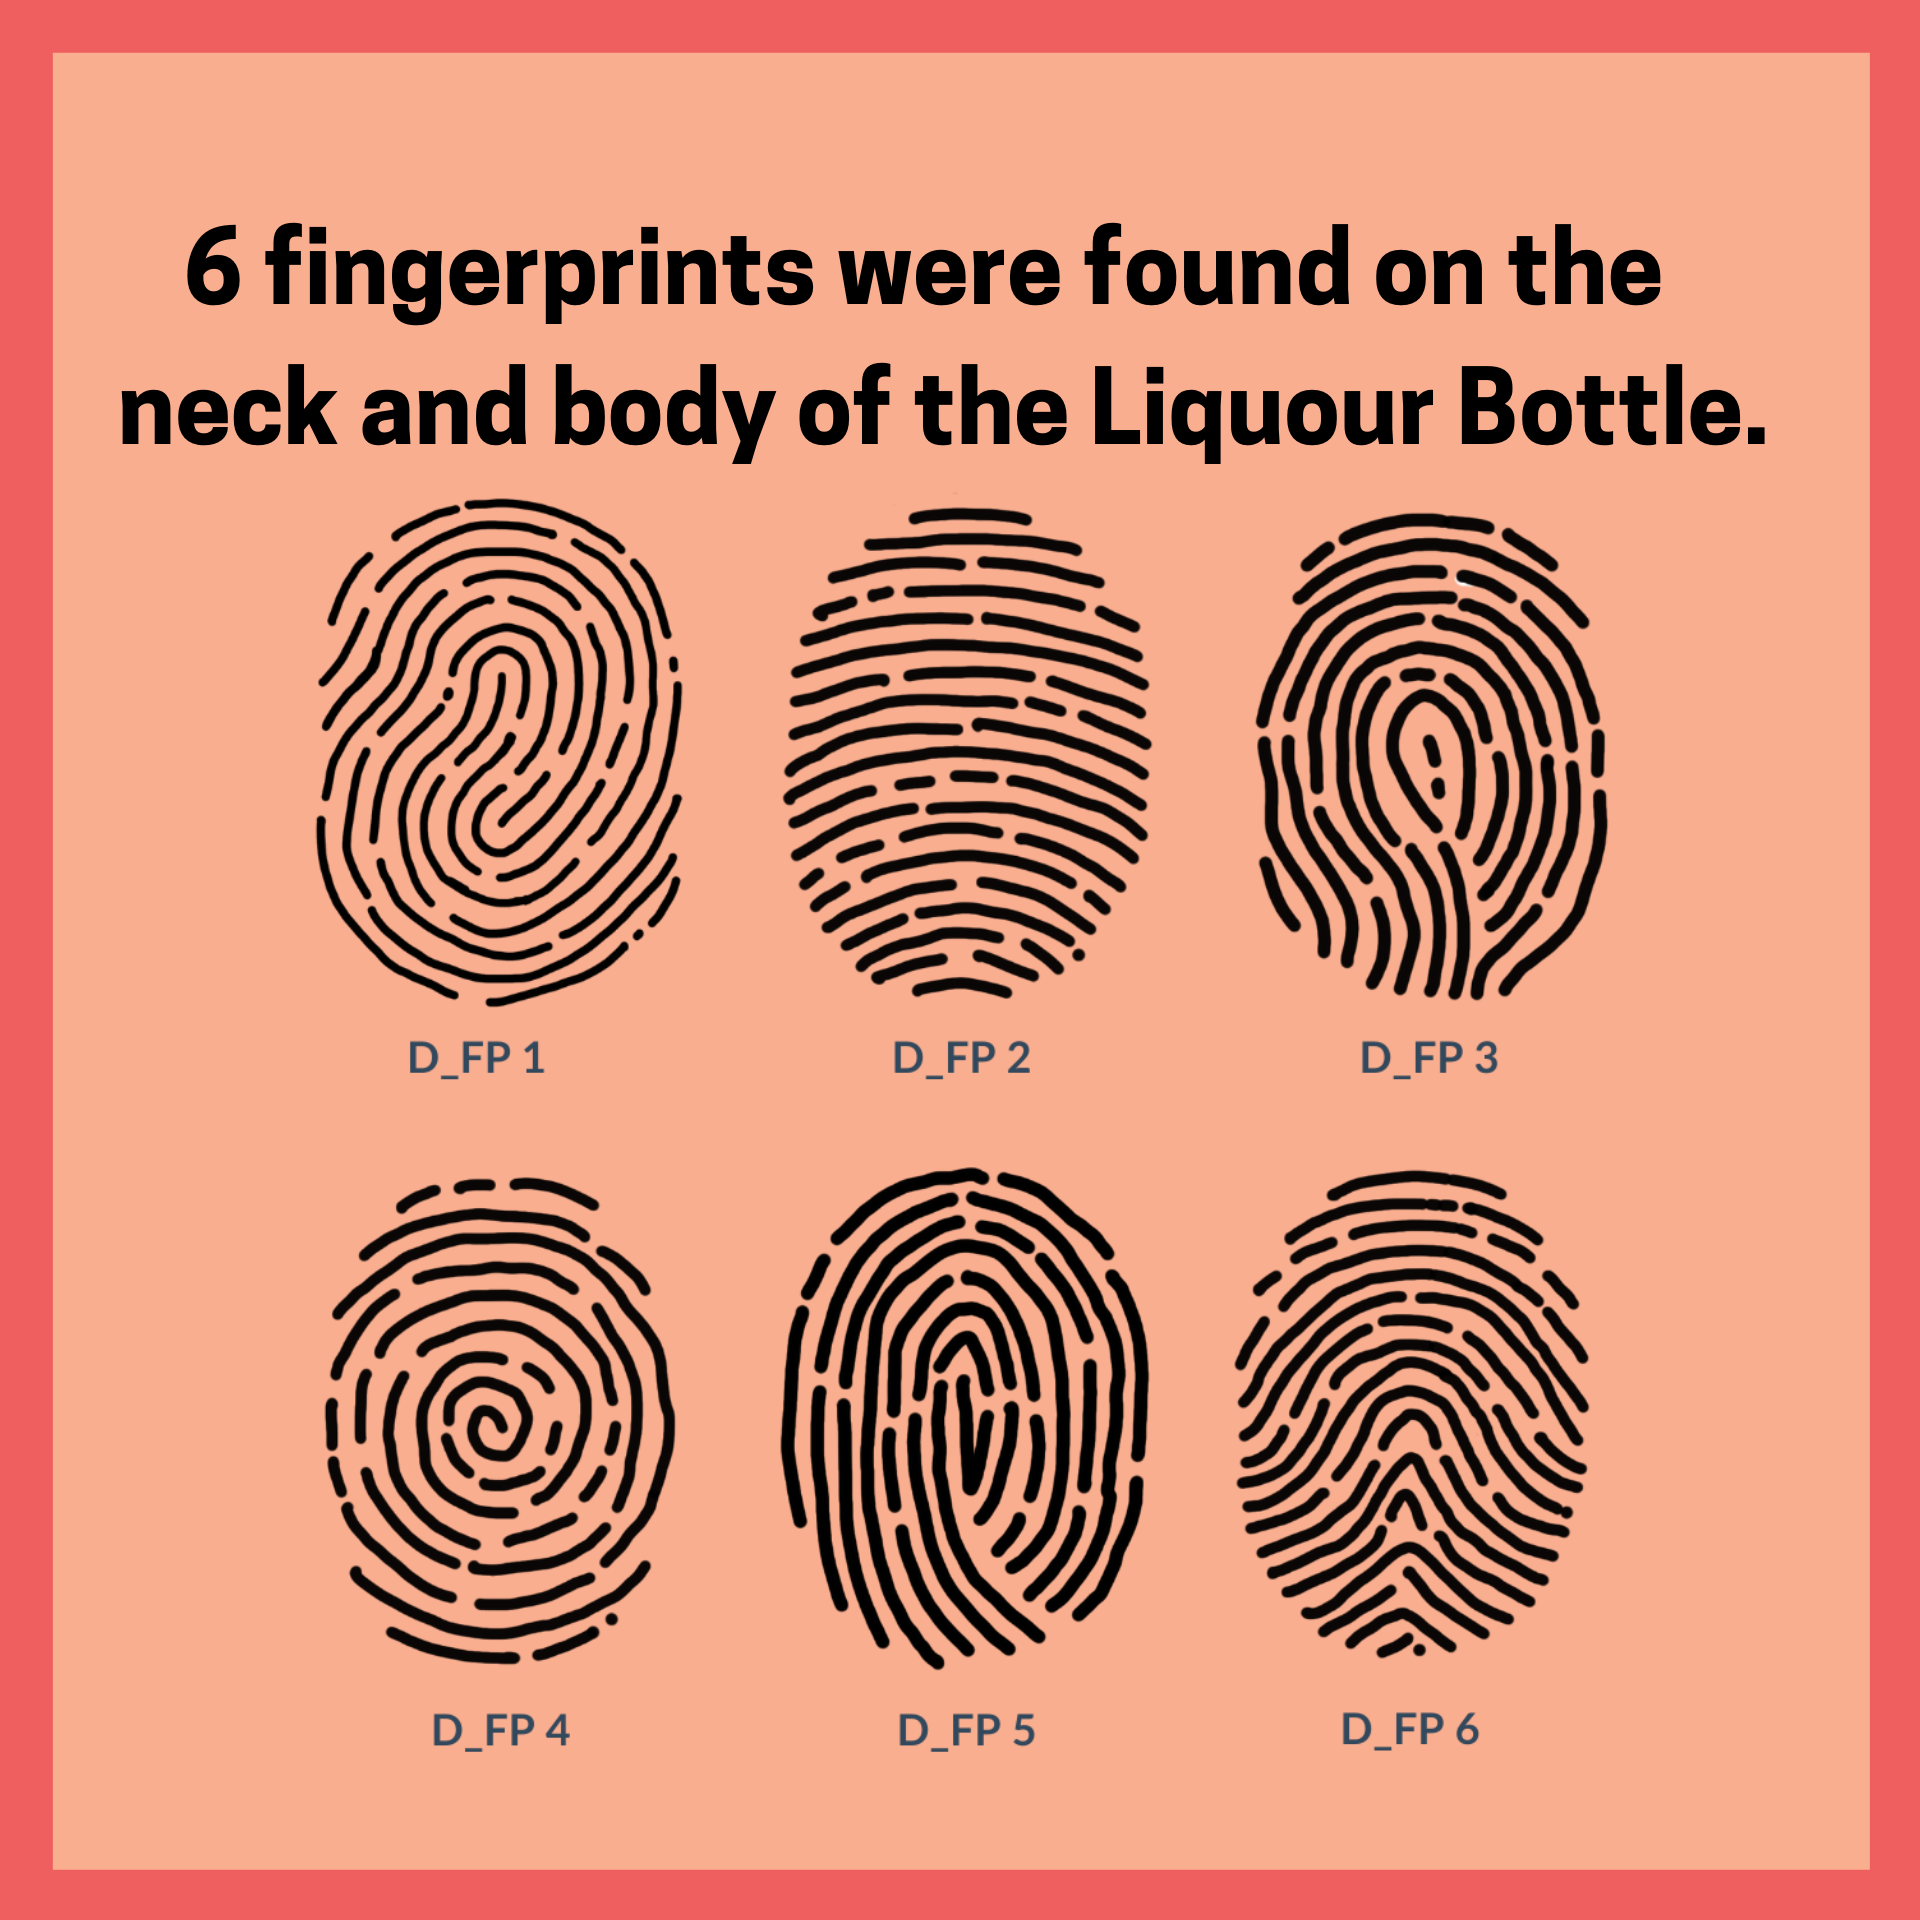 6 fingerprints were found on the
neck and body of the Liquour Bottle.
D_FP 1
D_FP 2
D_FP 3
D_FP 4
D_FP 5
D_FP 6